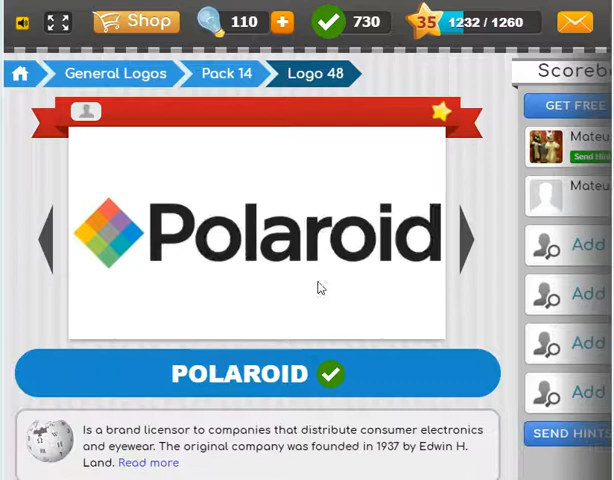 Shop 110 + 730 35 1232 / 1260
General Logos Pack 14 Logo 48
Scoreb
GET FREE
Mateu
Send Hin
Mateu
Polaroid
Add
Add
Add
Add
POLAROID
SEND HINTS
Is a brand licensor to companies that distribute consumer electronics
and eyewear. The original company was founded in 1937 by Edwin H.
Land. Read more